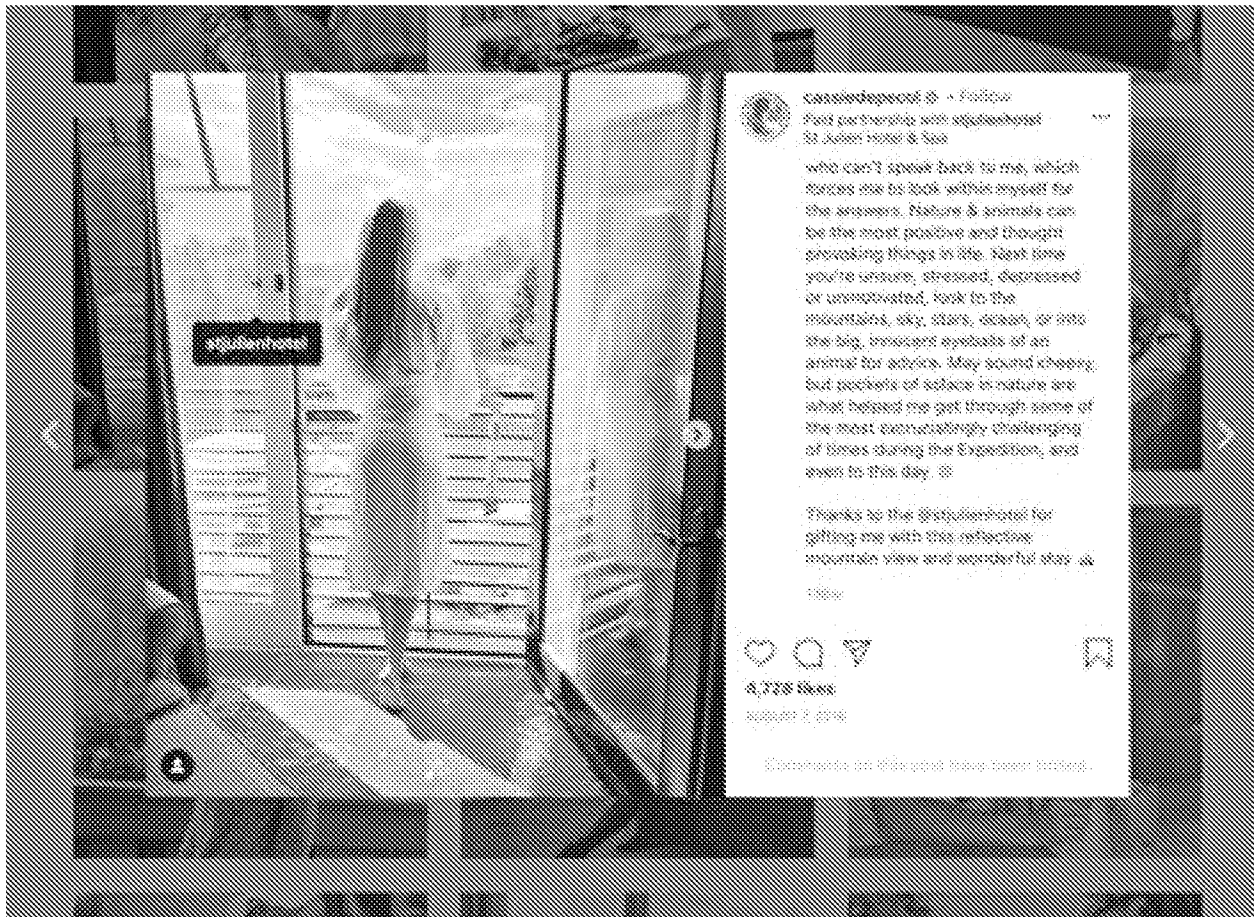 cassiedepecol • Follow
Paid partnership with stjulienhotel
St Julien Hotel & Spa
who can't speak back to me, which
forces me to look within myself for
the answers. Nature & animals can
be the most positive and thought
provoking things in life. Next time
you're unsure, stressed, depressed
or unmotivated, look to the
mountains, sky, stars, ocean, or into
the big, innocent eyeballs of an
animal for advice. May sound cheesy,
but pockets of solace in nature are
what helped me get through some of
the most excruciatingly challenging
of times during the Expedition, and
even to this day.
Thanks to the @stjulienhotel for
gifting me with this reflective
mountain view and wonderful stay.
stjulienhotel
4,728 likes
Comments on this post have been limited.